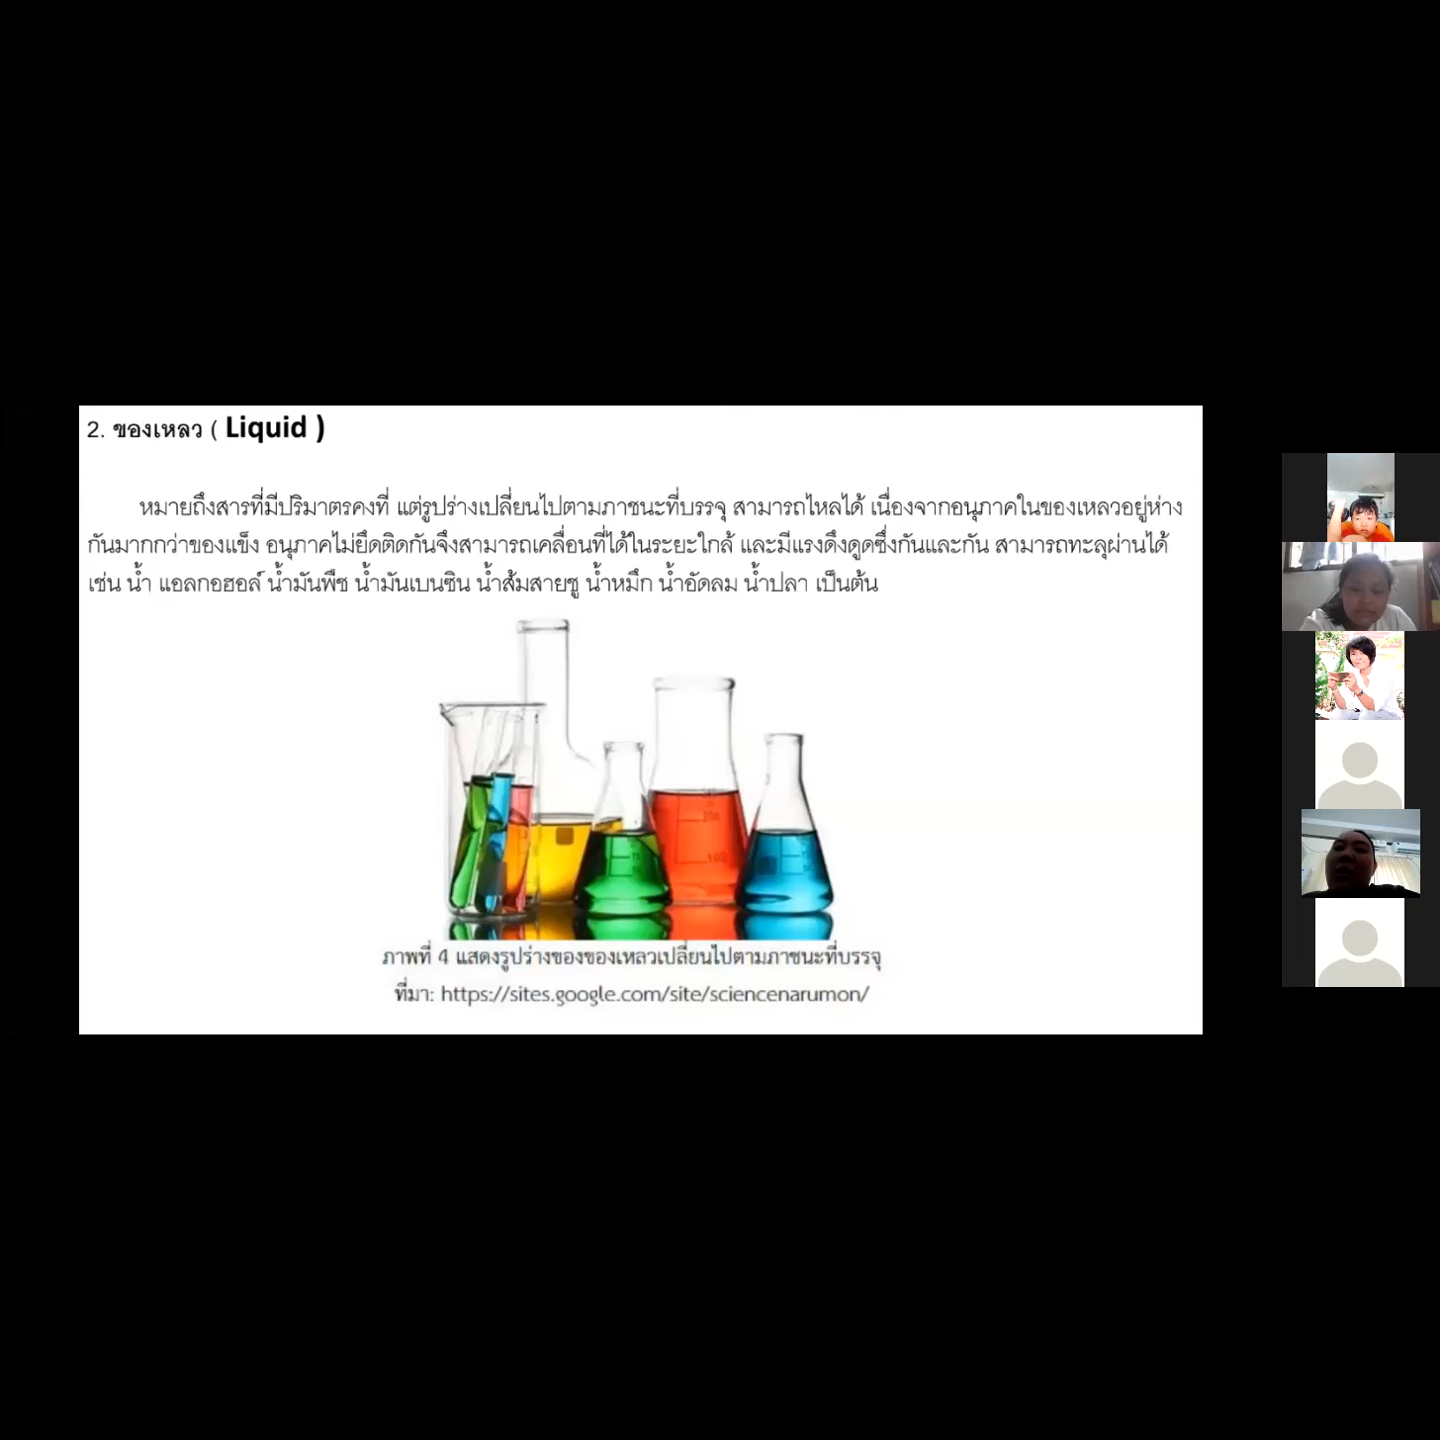 2. ของเหลว ( Liquid )
หมายถึงสารที่มีปริมาตรคงที่ แต่รูปร่างเปลี่ยนไปตามภาชนะที่บรรจุ สามารถไหลได้ เนื่องจากอนุภาคในของเหลวอยู่ห่าง
กันมากกว่าของแข็ง อนุภาคไม่ยึดติดกันจึงสามารถเคลื่อนที่ได้ในระยะใกล้ และมีแรงดึงดูดซึ่งกันและกัน สามารถทะลุผ่านได้
เช่น น้ำ แอลกอฮอล์ น้ำมันพืช น้ำมันเบนซิน น้ำส้มสายชู น้ำหมึก น้ำอัดลม น้ำปลา เป็นต้น
ภาพที่ 4 แสดงรูปร่างของของเหลวเปลี่ยนไปตามภาชนะที่บรรจุ
ที่มา: https://sites.google.com/site/sciencenarumon/